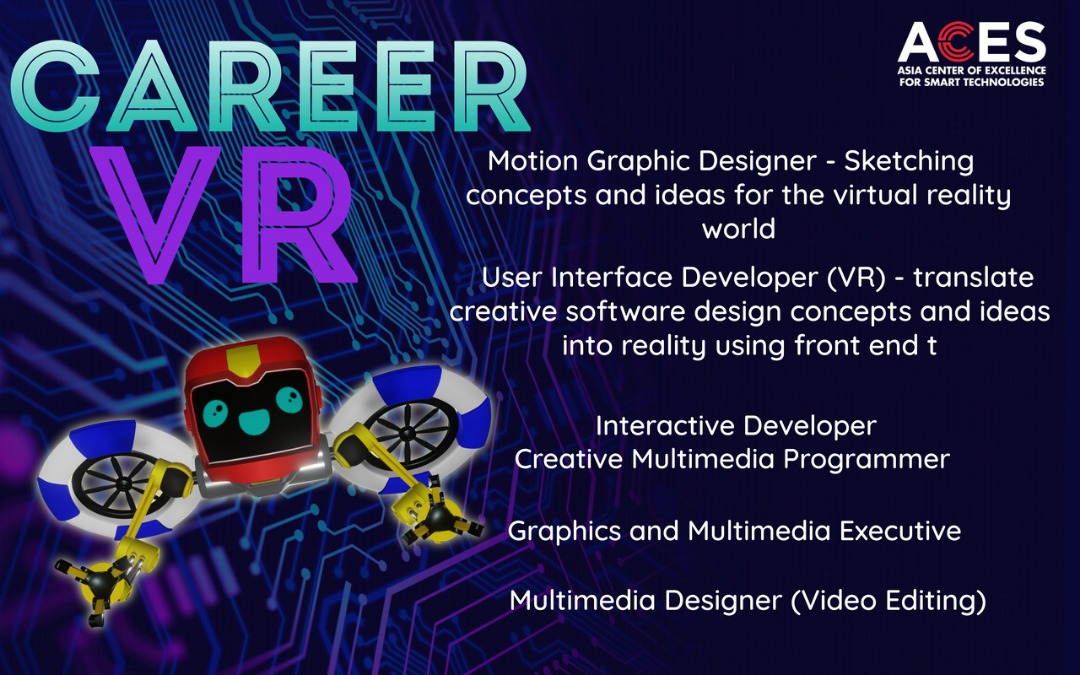 CAREER
VR
ACES
ASIA CENTER OF EXCELLENCE
FOR SMART TECHNOLOGIES
Motion Graphic Designer - Sketching
concepts and ideas for the virtual reality
world
User Interface Developer (VR) - translate
creative software design concepts and ideas
into reality using front end t
Interactive Developer
Creative Multimedia Programmer
Graphics and Multimedia Executive
Multimedia Designer (Video Editing)